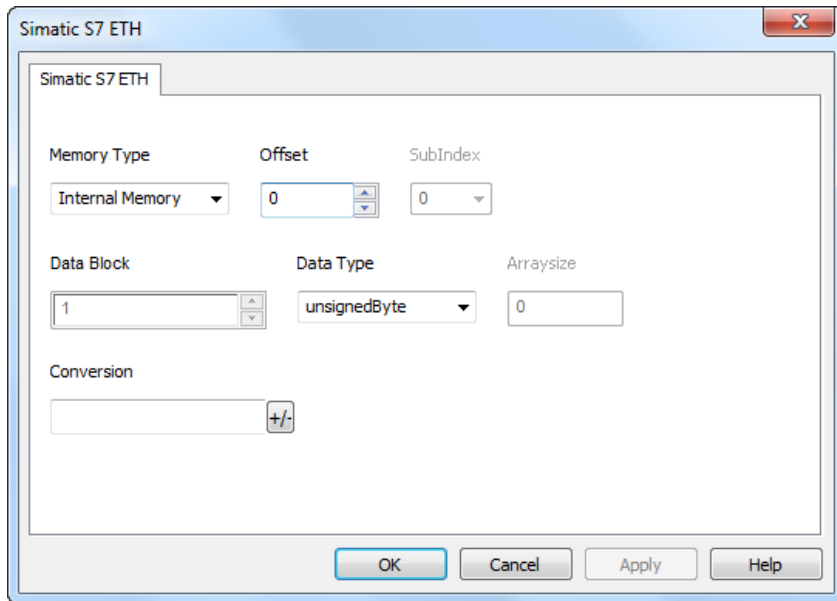 Simatic S7 ETH
Simatic S7 ETH
Memory Type Offset SubIndex
Internal Memory 0 0
Data Block Data Type Arraysize
1 unsignedByte 0
Conversion
+/-
OK Cancel Apply Help